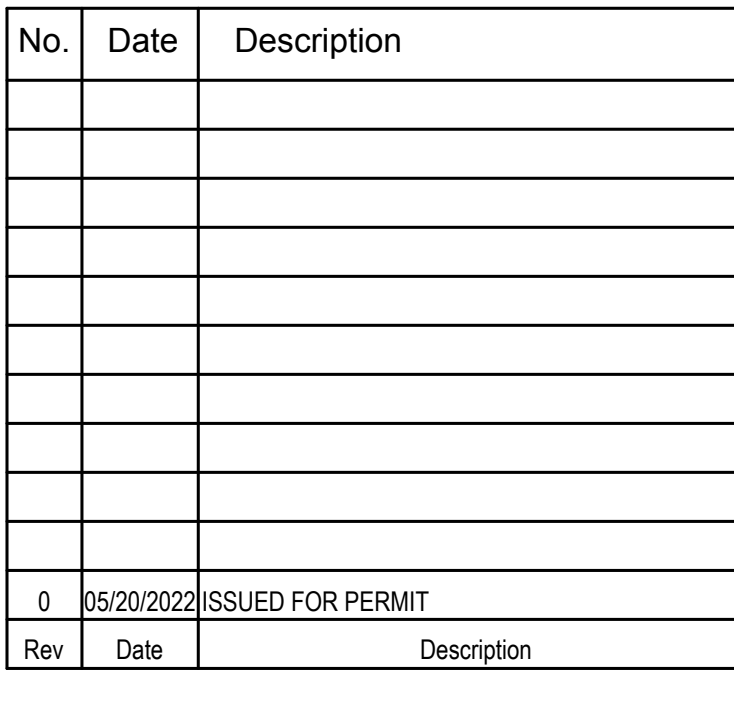 No. Date Description
0 05/20/2022 ISSUED FOR PERMIT
Rev Date Description